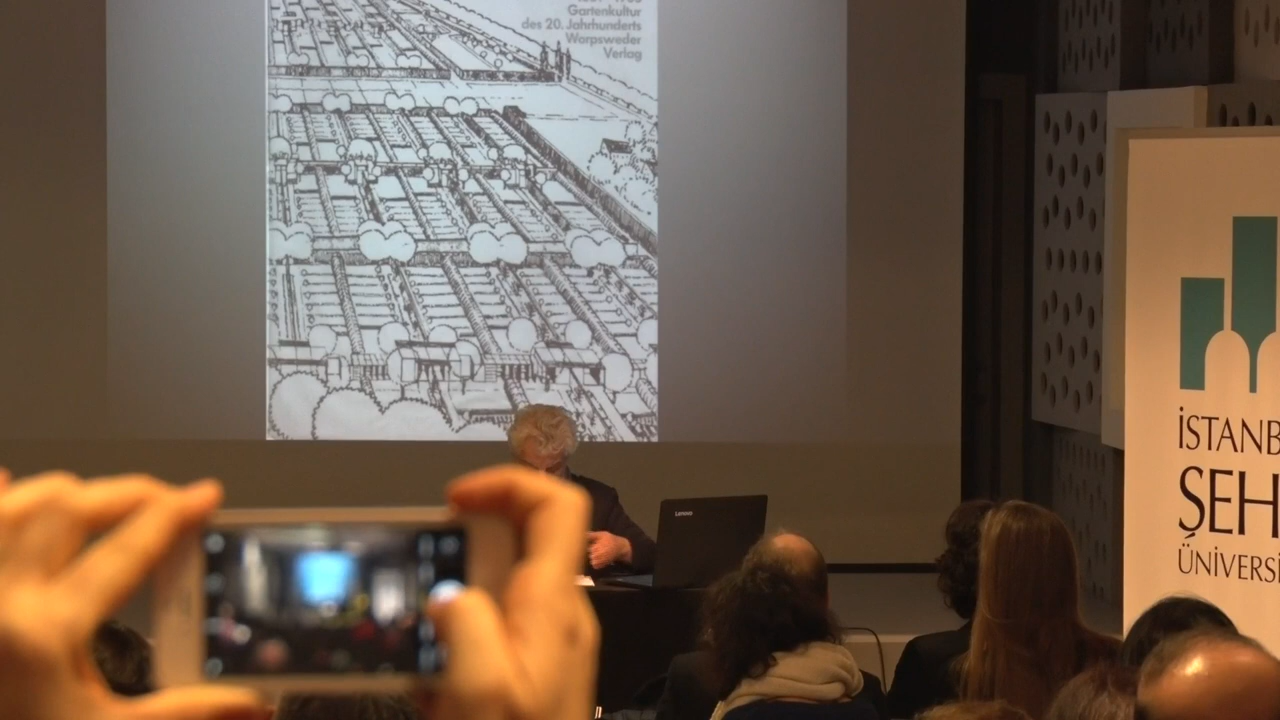 Gartenkultur
des 20. Jahrhunderts
Worpsweder
Verlag
Lenovo
İSTANB
ŞEH
ÜNİVERSİ